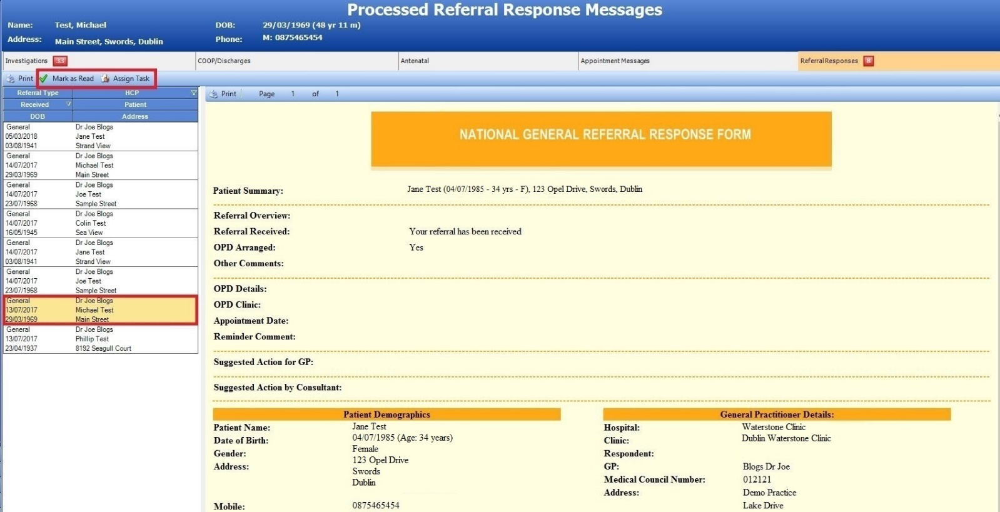 Processed Referral Response Messages
Name: Test, Michael DOB: 29/03/1969 (48 yr 11 m)
Address: Main Street, Swords, Dublin Phone: M: 0875465454
Investigations 33 COOP/Discharges Antenatal Appointment Messages ReferralResponses 8
Print Mark as Read Assign Task
Referral Type HCP
Received Patient
DOB Address
General Dr Joe Blogs
05/03/2018 Jane Test
03/08/1941 Strand View
General Dr Joe Blogs
14/07/2017 Michael Test
29/03/1969 Main Street
General Dr Joe Blogs
14/07/2017 Joe Test
23/07/1968 Sample Street
General Dr Joe Blogs
14/07/2017 Colin Test
16/05/1945 Sea View
General Dr Joe Blogs
14/07/2017 Jane Test
03/08/1941 Strand View
General Dr Joe Blogs
14/07/2017 Joe Test
23/07/1968 Sample Street
General Dr Joe Blogs
13/07/2017 Michael Test
29/03/1969 Main Street
General Dr Joe Blogs
13/07/2017 Phillip Test
23/04/1937 8192 Seagull Court
Print Page 1 of 1
NATIONAL GENERAL REFERRAL RESPONSE FORM
Patient Summary: Jane Test (04/07/1985 - 34 yrs - F), 123 Opel Drive, Swords, Dublin
Referral Overview:
Referral Received: Your referral has been received
OPD Arranged: Yes
Other Comments:
OPD Details:
OPD Clinic:
Appointment Date:
Reminder Comment:
Suggested Action for GP:
Suggested Action by Consultant:
Patient Demographics
Patient Name: Jane Test
Date of Birth: 04/07/1985 (Age: 34 years)
Gender: Female
Address: 123 Opel Drive
Swords
Dublin
Mobile: 0875465454
General Practitioner Details:
Hospital: Waterstone Clinic
Clinic: Dublin Waterstone Clinic
Respondent:
GP: Blogs Dr Joe
Medical Council Number: 012121
Address: Demo Practice
Lake Drive